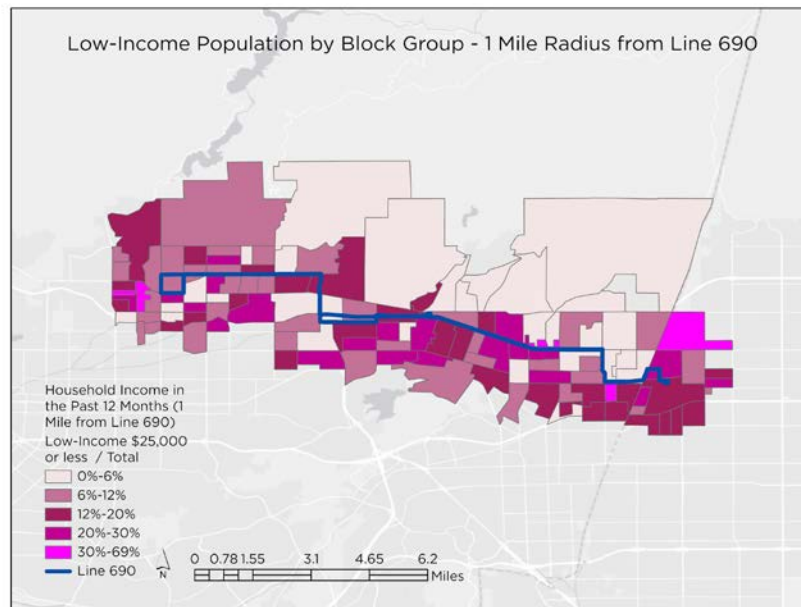 Low-Income Population by Block Group - 1 Mile Radius from Line 690
Household Income in
the Past 12 Months (1
Mile from Line 690)
Low-Income $25,000
or less / Total
0%-6%
6%-12%
12%-20%
20%-30%
30%-69%
Line 690
N
0 0.78 1.55 3.1 4.65 6.2
Miles